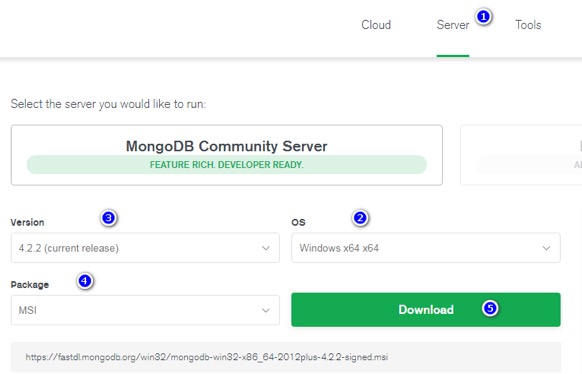 Cloud
Server
1
Tools
Select the server you would like to run:
MongoDB Community Server
FEATURE RICH. DEVELOPER READY.
Version
3
OS
2
4.2.2 (current release)
Windows x64 x64
Package
4
MSI
Download
5
https://fastdl.mongodb.org/win32/mongodb-win32-x86_64-2012plus-4.2.2-signed.msi